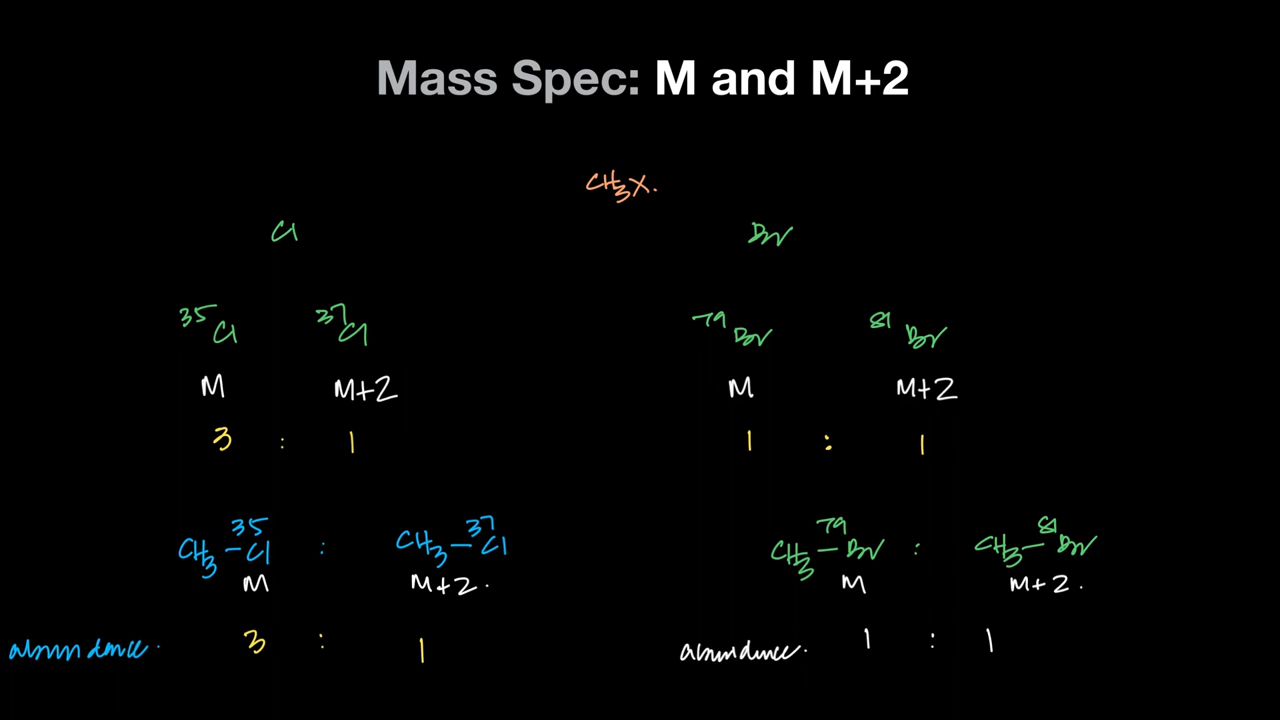 Mass Spec: M and M+2
CH₃X.
Cl Br
³⁵Cl ³⁷Cl ⁷⁹Br ⁸¹Br
M M+2 M M+2
3 : 1 1 : 1
CH₃-³⁵Cl : CH₃-³⁷Cl CH₃-⁷⁹Br : CH₃-⁸¹Br
M M+2. M M+2.
abundance. 3 : 1 abundance. 1 : 1